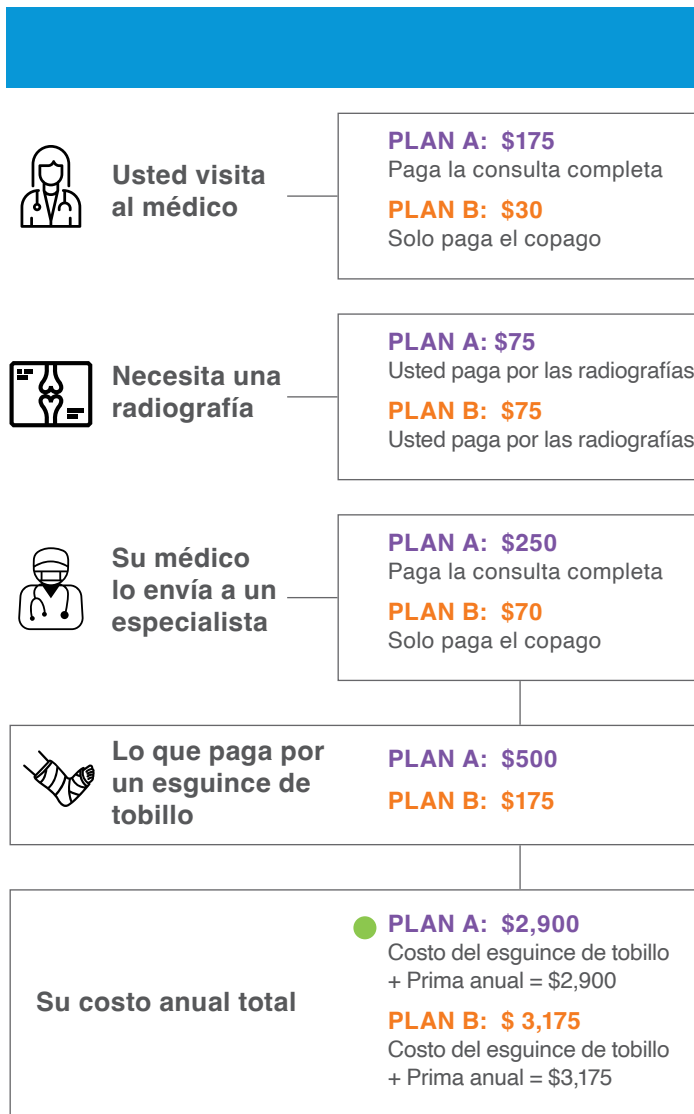 Usted visita
al médico
PLAN A: $175
Paga la consulta completa
PLAN B: $30
Solo paga el copago
Necesita una
radiografía
PLAN A: $75
Usted paga por las radiografías
PLAN B: $75
Usted paga por las radiografías
Su médico
lo envía a un
especialista
PLAN A: $250
Paga la consulta completa
PLAN B: $70
Solo paga el copago
Lo que paga por
un esguince de
tobillo
PLAN A: $500
PLAN B: $175
Su costo anual total
PLAN A: $2,900
Costo del esguince de tobillo
+ Prima anual = $2,900
PLAN B: $ 3,175
Costo del esguince de tobillo
+ Prima anual = $3,175